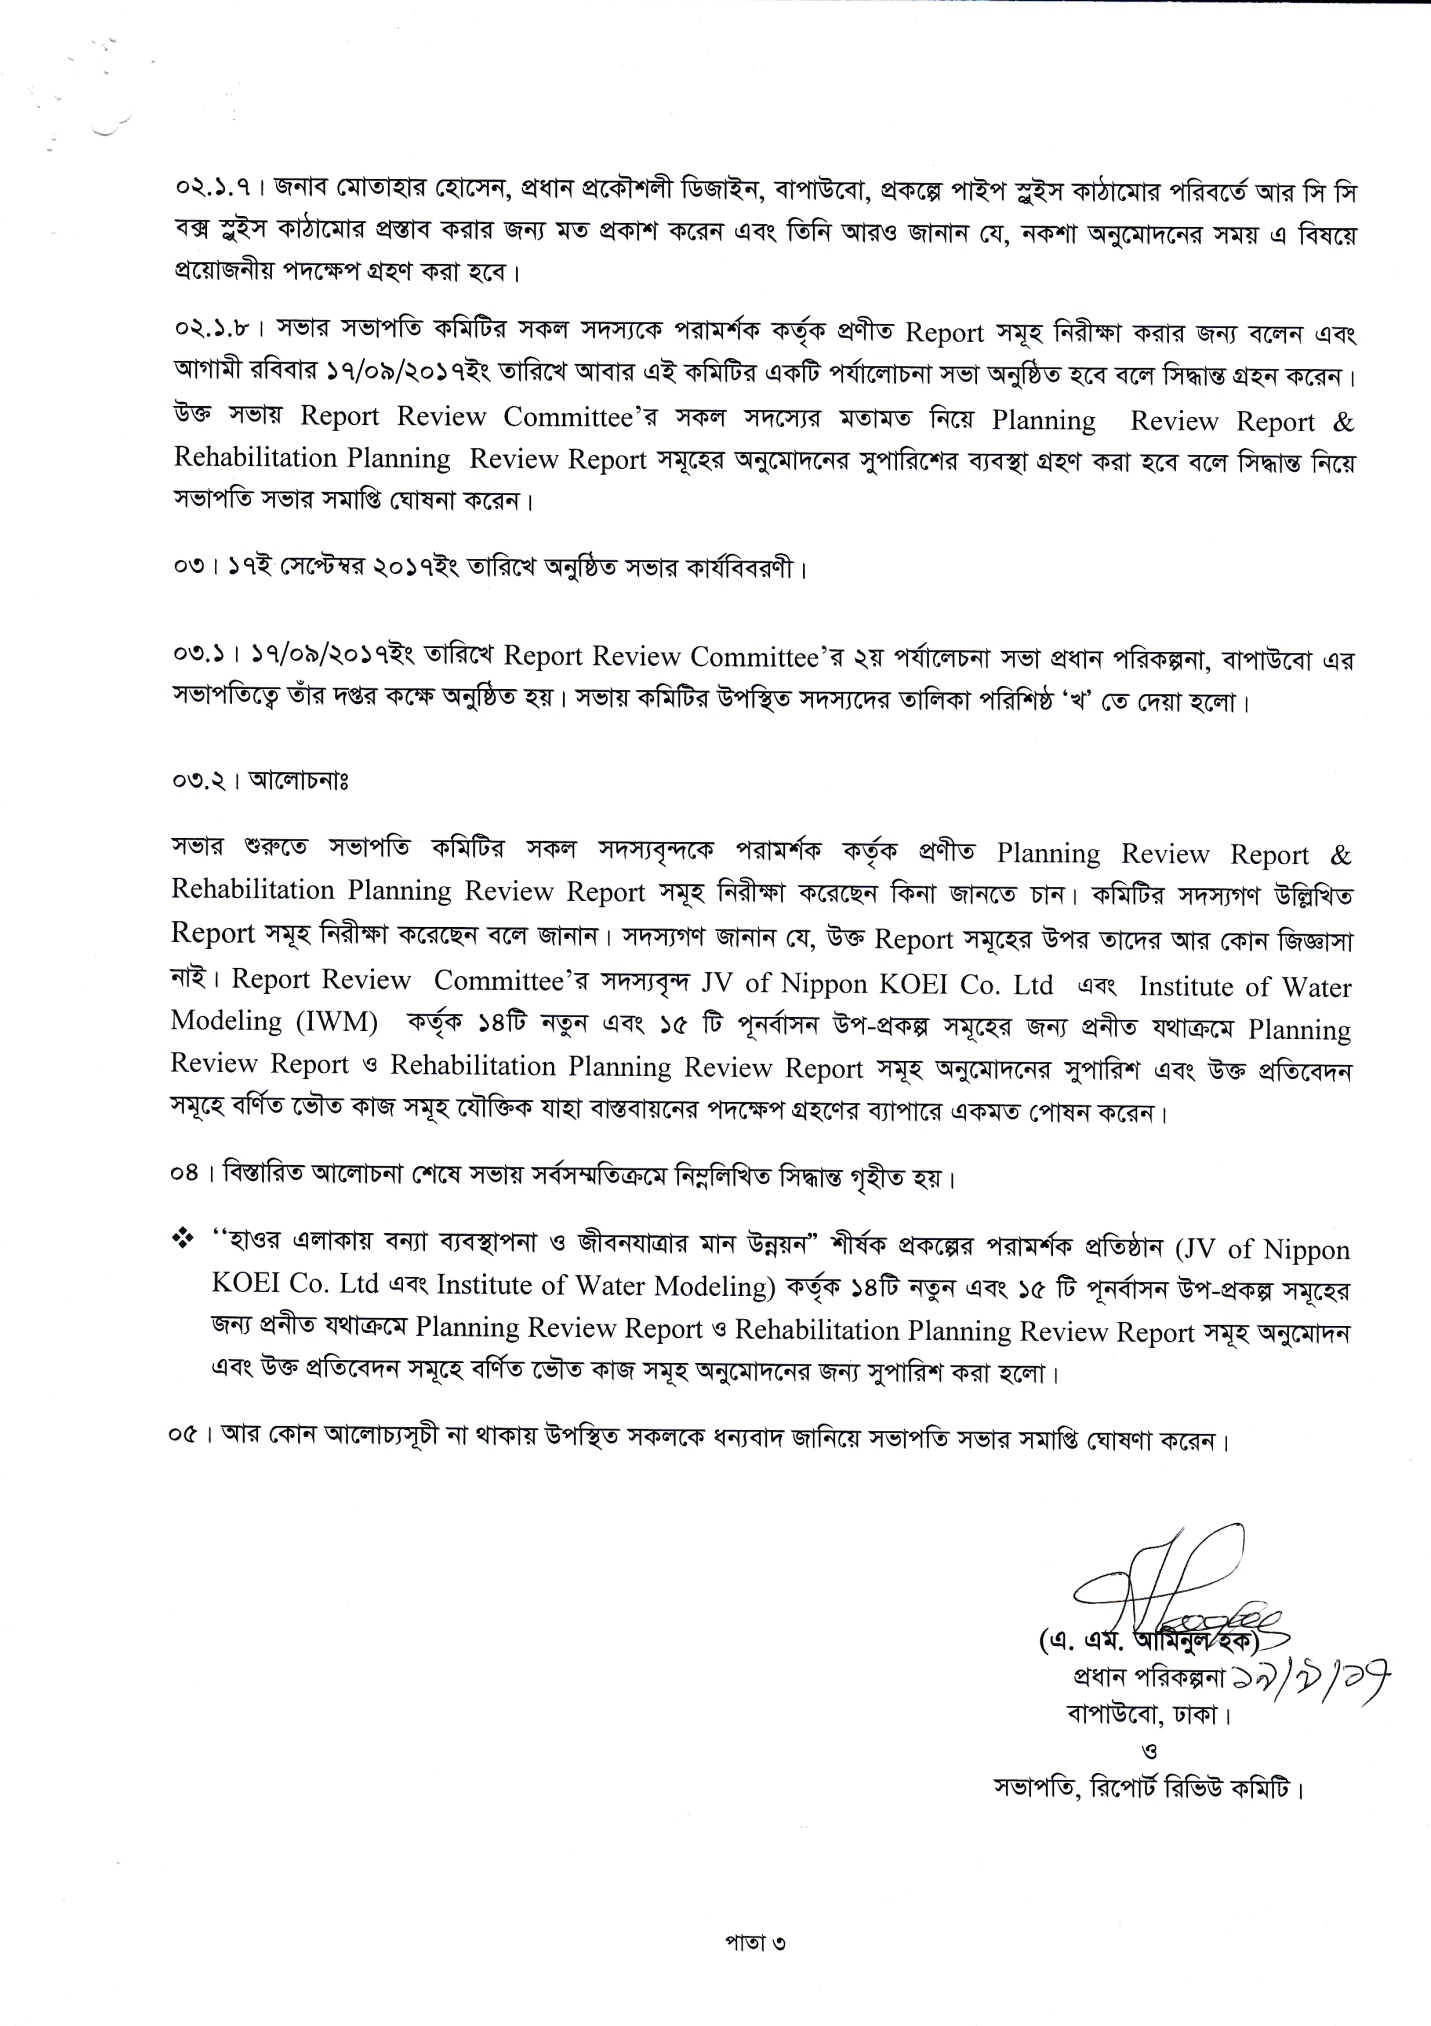 ০২.১.৭। জনাব মোতাহার হোসেন, প্রধান প্রকৌশলী ডিজাইন, বাপাউবো, প্রকল্পে পাইপ স্লুইস কাঠামোর পরিবর্তে আর সি সি
বক্স স্লুইস কাঠামোর প্রস্তাব করার জন্য মত প্রকাশ করেন এবং তিনি আরও জানান যে, নকশা অনুমোদনের সময় এ বিষয়ে
প্রয়োজনীয় পদক্ষেপ গ্রহণ করা হবে।
০২.১.৮। সভার সভাপতি কমিটির সকল সদস্যকে পরামর্শক কর্তৃক প্রণীত Report সমূহ নিরীক্ষা করার জন্য বলেন এবং
আগামী রবিবার ১৭/০৯/২০১৭ইং তারিখে আবার এই কমিটির একটি পর্যালোচনা সভা অনুষ্ঠিত হবে বলে সিদ্ধান্ত গ্রহন করেন।
উক্ত সভায় Report Review Committee’র সকল সদস্যের মতামত নিয়ে Planning Review Report &
Rehabilitation Planning Review Report সমূহের অনুমোদনের সুপারিশের ব্যবস্থা গ্রহণ করা হবে বলে সিদ্ধান্ত নিয়ে
সভাপতি সভার সমাপ্তি ঘোষনা করেন।
০৩। ১৭ই সেপ্টেম্বর ২০১৭ইং তারিখে অনুষ্ঠিত সভার কার্যবিবরণী।
০৩.১। ১৭/০৯/২০১৭ইং তারিখে Report Review Committee’র ২য় পর্যালেচনা সভা প্রধান পরিকল্পনা, বাপাউবো এর
সভাপতিত্বে তাঁর দপ্তর কক্ষে অনুষ্ঠিত হয়। সভায় কমিটির উপস্থিত সদস্যদের তালিকা পরিশিষ্ঠ ‘খ’ তে দেয়া হলো।
০৩.২। আলোচনাঃ
সভার শুরুতে সভাপতি কমিটির সকল সদস্যবৃন্দকে পরামর্শক কর্তৃক প্রণীত Planning Review Report &
Rehabilitation Planning Review Report সমূহ নিরীক্ষা করেছেন কিনা জানতে চান। কমিটির সদস্যগণ উল্লিখিত
Report সমূহ নিরীক্ষা করেছেন বলে জানান। সদস্যগণ জানান যে, উক্ত Report সমূহের উপর তাদের আর কোন জিজ্ঞাসা
নাই। Report Review Committee’র সদস্যবৃন্দ JV of Nippon KOEI Co. Ltd এবং Institute of Water
Modeling (IWM) কর্তৃক ১৪টি নতুন এবং ১৫ টি পূনর্বাসন উপ-প্রকল্প সমূহের জন্য প্রনীত যথাক্রমে Planning
Review Report ও Rehabilitation Planning Review Report সমূহ অনুমোদনের সুপারিশ এবং উক্ত প্রতিবেদন
সমূহে বর্ণিত ভৌত কাজ সমূহ যৌক্তিক যাহা বাস্তবায়নের পদক্ষেপ গ্রহণের ব্যাপারে একমত পোষন করেন।
০৪। বিস্তারিত আলোচনা শেষে সভায় সর্বসম্মতিক্রমে নিম্নলিখিত সিদ্ধান্ত গৃহীত হয়।
❖ ‘‘হাওর এলাকায় বন্যা ব্যবস্থাপনা ও জীবনযাত্রার মান উন্নয়ন” শীর্ষক প্রকল্পের পরামর্শক প্রতিষ্ঠান (JV of Nippon
KOEI Co. Ltd এবং Institute of Water Modeling) কর্তৃক ১৪টি নতুন এবং ১৫ টি পূনর্বাসন উপ-প্রকল্প সমূহের
জন্য প্রনীত যথাক্রমে Planning Review Report ও Rehabilitation Planning Review Report সমূহ অনুমোদন
এবং উক্ত প্রতিবেদন সমূহে বর্ণিত ভৌত কাজ সমূহ অনুমোদনের জন্য সুপারিশ করা হলো।
০৫। আর কোন আলোচ্যসূচী না থাকায় উপস্থিত সকলকে ধন্যবাদ জানিয়ে সভাপতি সভার সমাপ্তি ঘোষণা করেন।
(এ. এম. আমিনুল হক)
প্রধান পরিকল্পনা ১৯/৯/১৭
বাপাউবো, ঢাকা।
ও
সভাপতি, রিপোর্ট রিভিউ কমিটি।
পাতা ৩